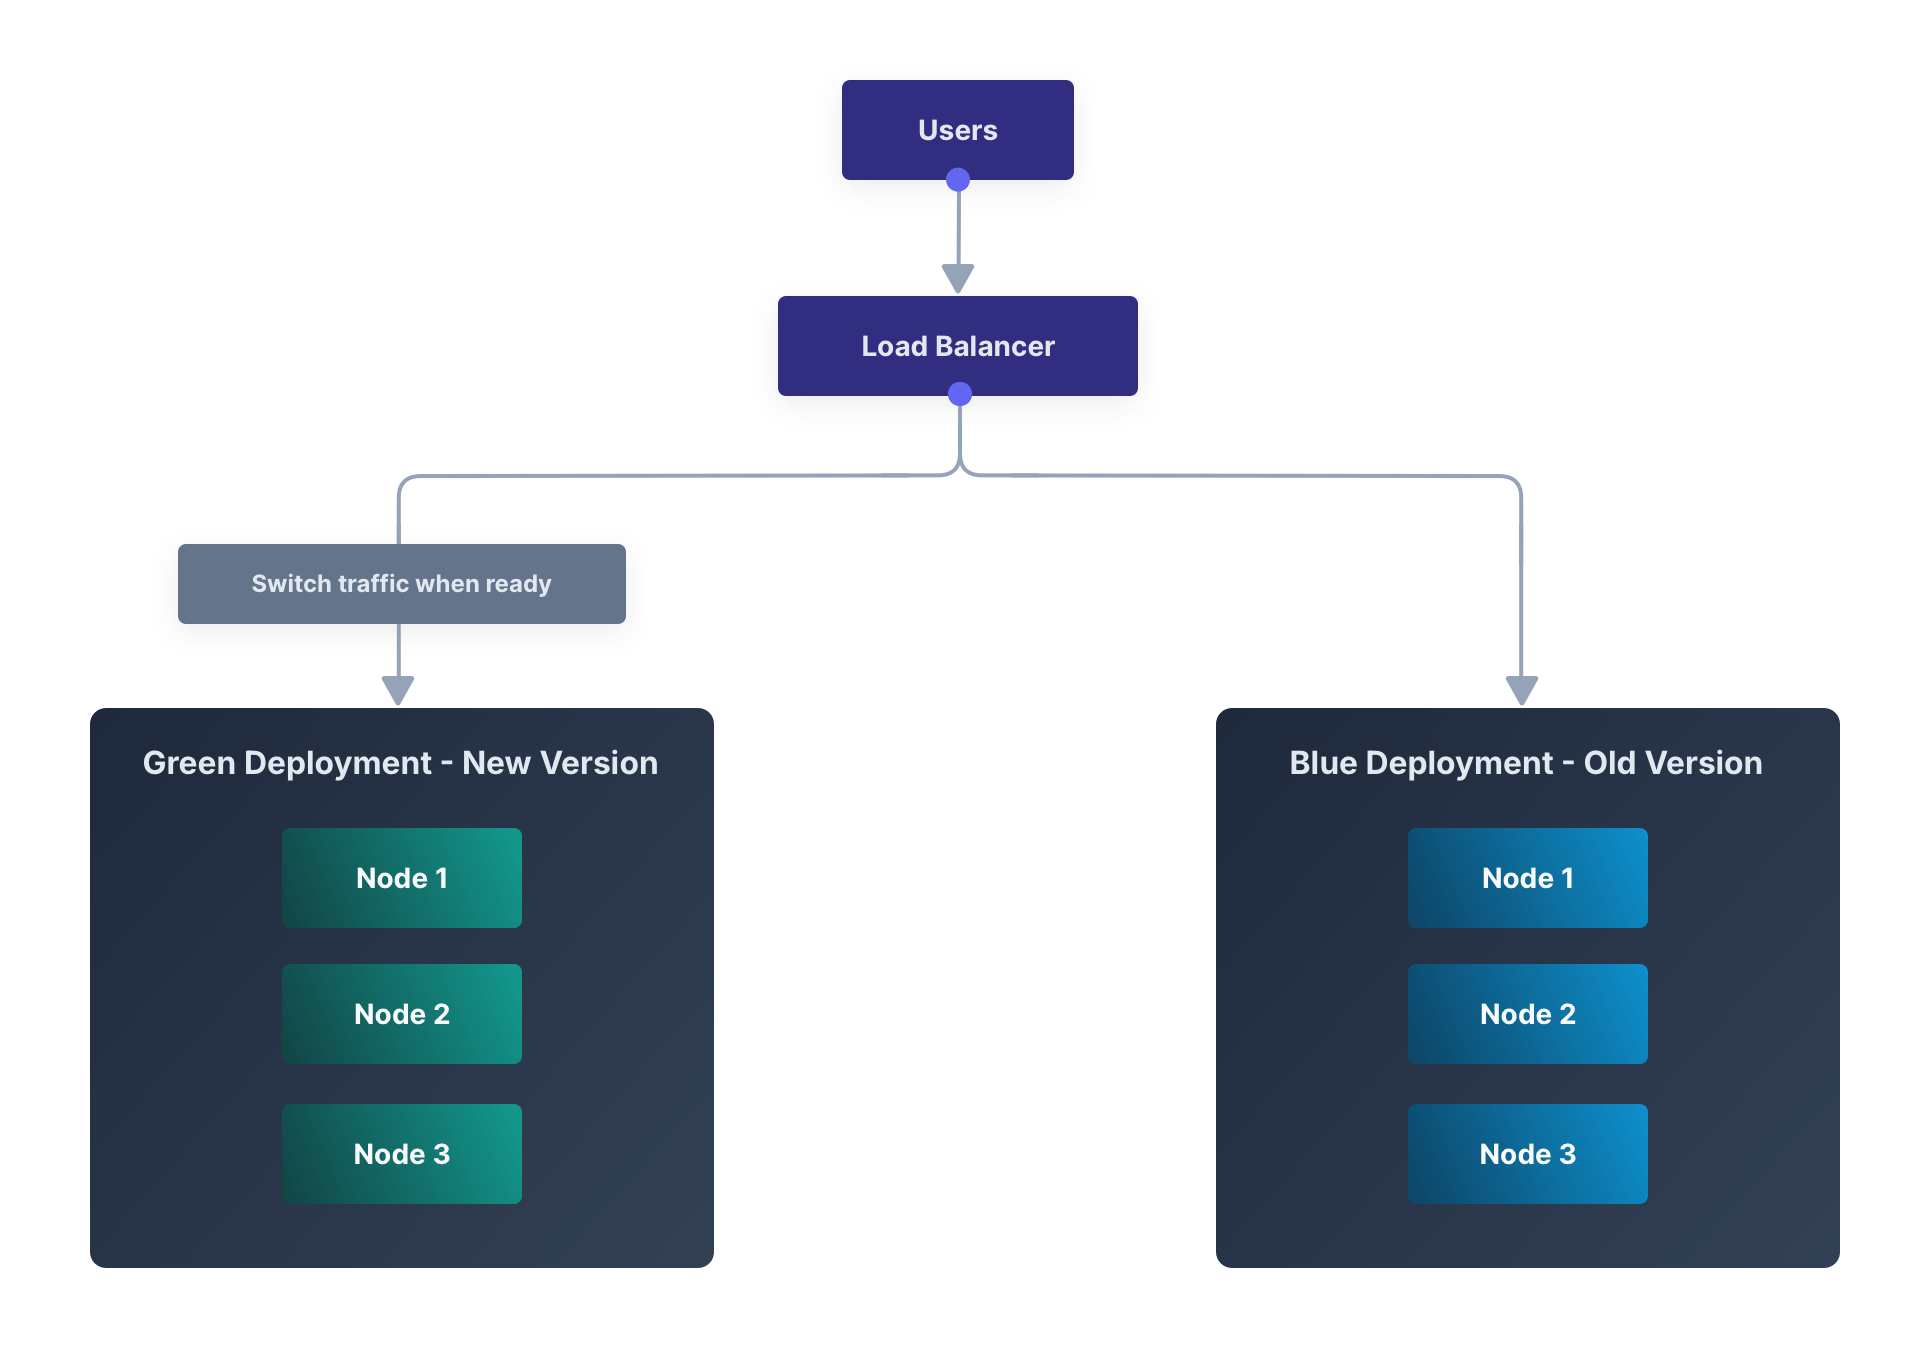 Users
Load Balancer
Switch traffic when ready
Green Deployment - New Version
Node 1
Node 2
Node 3
Blue Deployment - Old Version
Node 1
Node 2
Node 3